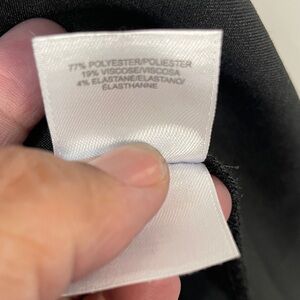 77% POLYESTER/POLIESTER
19% VISCOSE/VISCOSA
4% ELASTANE/ELASTANO/
ELASTHANNE